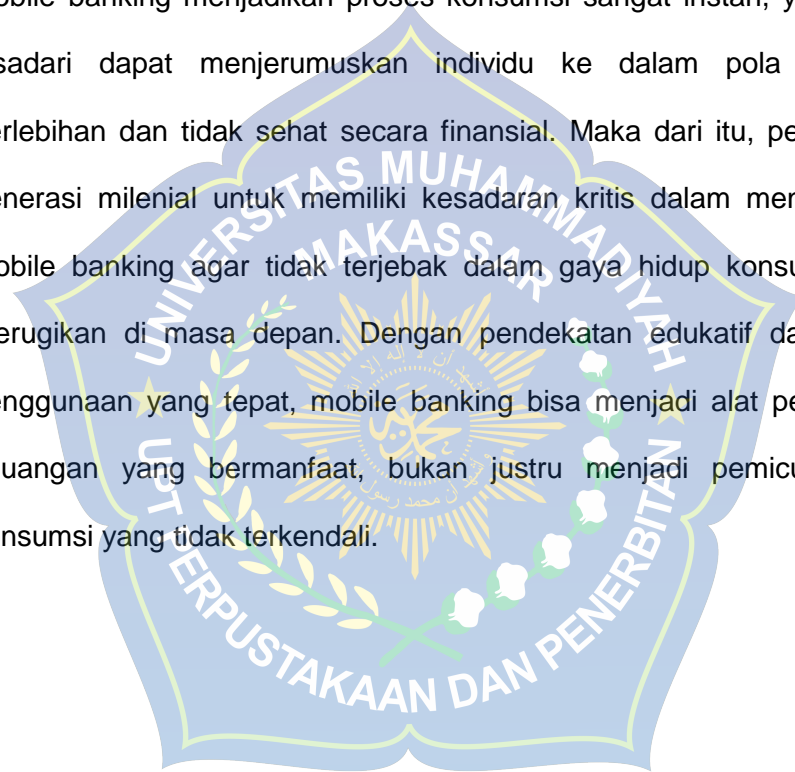 mobile banking menjadikan proses konsumsi sangat instan, y
sadari dapat menjerumuskan individu ke dalam pola
erlebihan dan tidak sehat secara finansial. Maka dari itu, pe
enerasi milenial untuk memiliki kesadaran kritis dalam men
obile banking agar tidak terjebak dalam gaya hidup konsu
erugikan di masa depan. Dengan pendekatan edukatif da
enggunaan yang tepat, mobile banking bisa menjadi alat pe
uangan yang bermanfaat, bukan justru menjadi pemicu
onsumsi yang tidak terkendali.
UNIVERSITAS MUHAMMADIYAH
MAKASSAR
UPT PERPUSTAKAAN DAN PENERBITAN